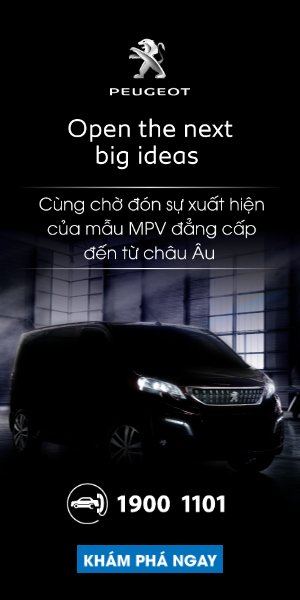 PEUGEOT
Open the next
big ideas
Cùng chờ đón sự xuất hiện
của mẫu MPV đẳng cấp
đến từ châu Âu
1900 1101
KHÁM PHÁ NGAY